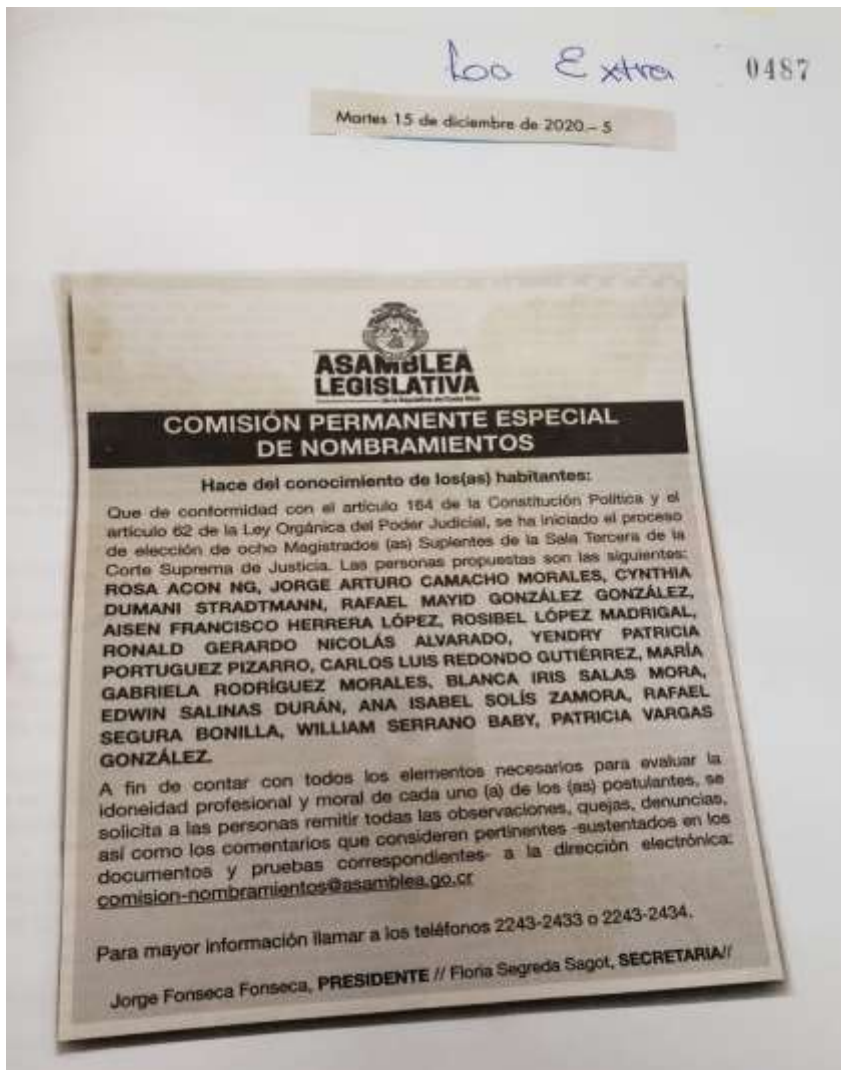 Extra 0487
Martes 15 de diciembre de 2020.– 5
ASAMBLEA
LEGISLATIVA
de la República de Costa Rica
COMISIÓN PERMANENTE ESPECIAL
DE NOMBRAMIENTOS
Hace del conocimiento de los(as) habitantes:
Que de conformidad con el artículo 164 de la Constitución Política y el
artículo 62 de la Ley Orgánica del Poder Judicial, se ha iniciado el proceso
de elección de ocho Magistrados (as) Suplentes de la Sala Tercera de la
Corte Suprema de Justicia. Las personas propuestas son las siguientes:
ROSA ACON NG, JORGE ARTURO CAMACHO MORALES, CYNTHIA
DUMANI STRADTMANN, RAFAEL MAYID GONZÁLEZ GONZÁLEZ,
AISEN FRANCISCO HERRERA LÓPEZ, ROSIBEL LÓPEZ MADRIGAL,
RONALD GERARDO NICOLÁS ALVARADO, YENDRY PATRICIA
PORTUGUEZ PIZARRO, CARLOS LUIS REDONDO GUTIÉRREZ, MARÍA
GABRIELA RODRÍGUEZ MORALES, BLANCA IRIS SALAS MORA,
EDWIN SALINAS DURÁN, ANA ISABEL SOLÍS ZAMORA, RAFAEL
SEGURA BONILLA, WILLIAM SERRANO BABY, PATRICIA VARGAS
GONZÁLEZ.
A fin de contar con todos los elementos necesarios para evaluar la
idoneidad profesional y moral de cada uno (a) de los (as) postulantes, se
solicita a las personas remitir todas las observaciones, quejas, denuncias,
así como los comentarios que consideren pertinentes -sustentados en los
documentos y pruebas correspondientes- a la dirección electrónica:
comision-nombramientos@asamblea.go.cr
Para mayor información llamar a los teléfonos 2243-2433 o 2243-2434.
Jorge Fonseca Fonseca, PRESIDENTE // Floria Segreda Sagot, SECRETARIA//